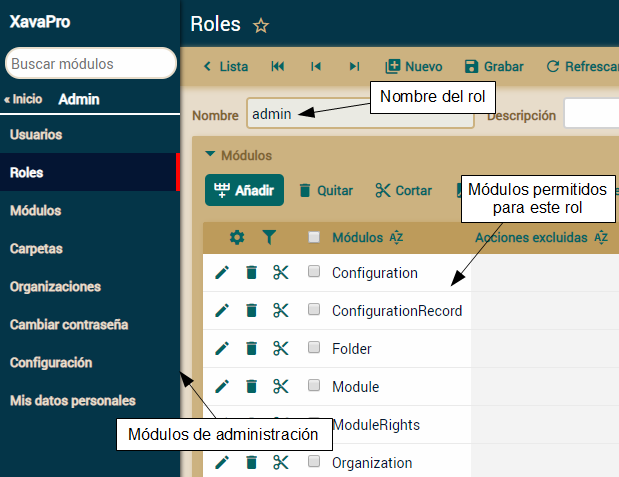 XavaPro
Buscar módulos
« Inicio Admin
Usuarios
Roles
Módulos
Carpetas
Organizaciones
Cambiar contraseña
Configuración
Mis datos personales
Roles
Lista Nuevo Grabar Refrescar
Nombre del rol
Nombre admin Descripción
Módulos
Añadir Quitar Cortar
Módulos permitidos
para este rol
Módulos Acciones excluidas
Configuration
ConfigurationRecord
Folder
Module
ModuleRights
Organization
Módulos de administración